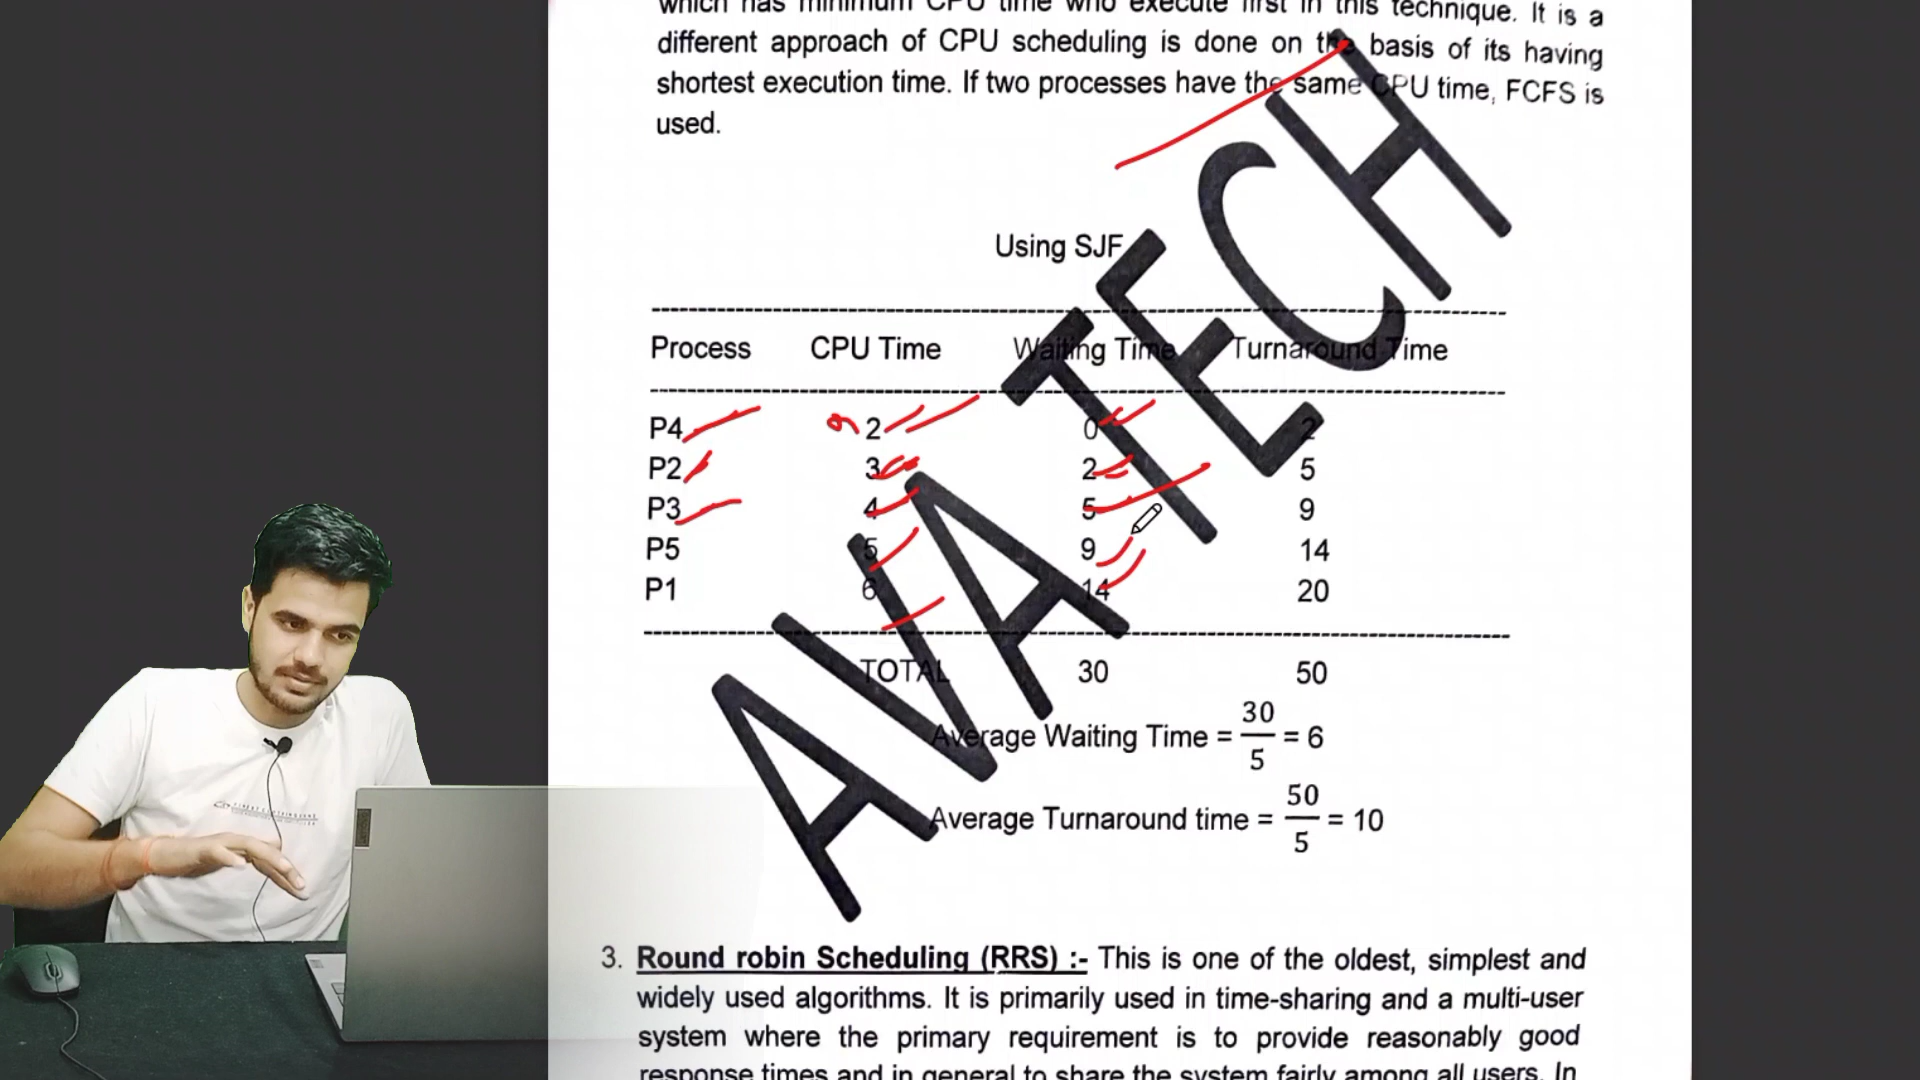 which has minimum CPU time who execute first in this technique. It is a
different approach of CPU scheduling is done on the basis of its having
shortest execution time. If two processes have the same CPU time, FCFS is
used.
Using SJF
Process CPU Time Waiting Time Turnaround Time
P4 2 0 2
P2 3 2 5
P3 4 5 9
P5 5 9 14
P1 6 14 20
TOTAL 30 50
Average Waiting Time = 30/5 = 6
Average Turnaround time = 50/5 = 10
AVATECH
3. Round robin Scheduling (RRS) :- This is one of the oldest, simplest and
widely used algorithms. It is primarily used in time-sharing and a multi-user
system where the primary requirement is to provide reasonably good
response times and in general to share the system fairly among all users. In